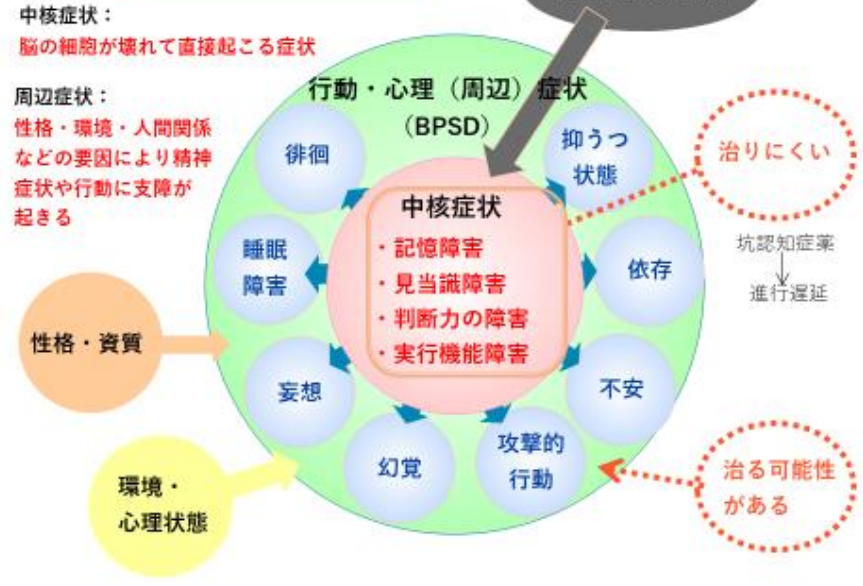 中核症状：
脳の細胞が壊れて直接起こる症状
周辺症状：
性格・環境・人間関係
などの要因により精神
症状や行動に支障が
起きる
行動・心理（周辺）症状
（BPSD）
徘徊
抑うつ
状態
睡眠
障害
依存
妄想
不安
幻覚
攻撃的
行動
中核症状
・記憶障害
・見当識障害
・判断力の障害
・実行機能障害
治りにくい
坑認知症薬
進行遅延
性格・資質
環境・
心理状態
治る可能性
がある